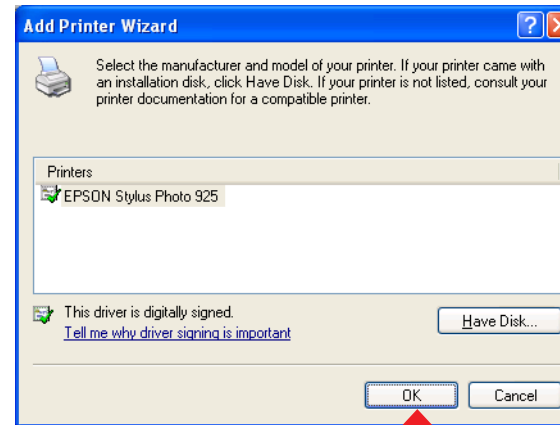 Add Printer Wizard
Select the manufacturer and model of your printer. If your printer came with
an installation disk, click Have Disk. If your printer is not listed, consult your
printer documentation for a compatible printer.
Printers
EPSON Stylus Photo 925
This driver is digitally signed.
Have Disk...
Tell me why driver signing is important
OK
Cancel